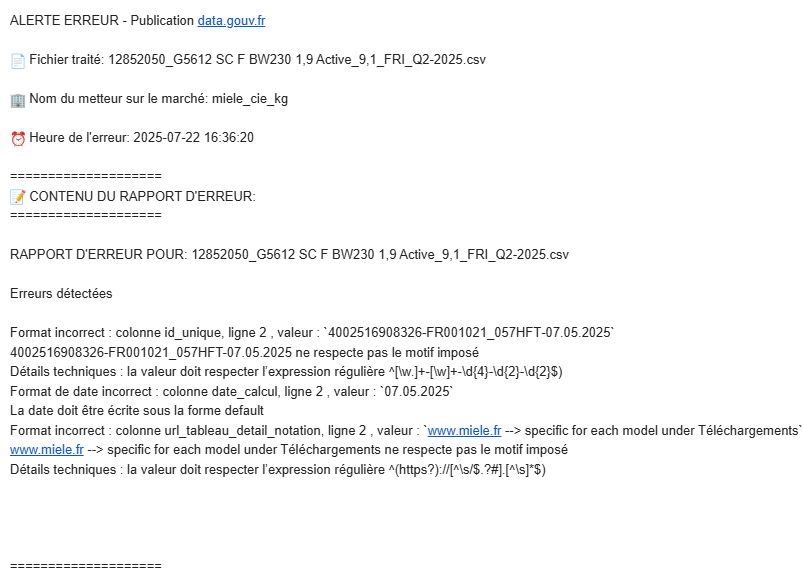 ALERTE ERREUR - Publication data.gouv.fr
📄 Fichier traité: 12852050_G5612 SC F BW230 1,9 Active_9,1_FRI_Q2-2025.csv
🏢 Nom du metteur sur le marché: miele_cie_kg
⏰ Heure de l'erreur: 2025-07-22 16:36:20
====================
📝 CONTENU DU RAPPORT D'ERREUR:
====================
RAPPORT D'ERREUR POUR: 12852050_G5612 SC F BW230 1,9 Active_9,1_FRI_Q2-2025.csv
Erreurs détectées
Format incorrect : colonne id_unique, ligne 2 , valeur : `4002516908326-FR001021_057HFT-07.05.2025`
4002516908326-FR001021_057HFT-07.05.2025 ne respecte pas le motif imposé
Détails techniques : la valeur doit respecter l'expression régulière ^[\w.]+-[\w]+-\d{4}-\d{2}-\d{2}$)
Format de date incorrect : colonne date_calcul, ligne 2 , valeur : `07.05.2025`
La date doit être écrite sous la forme default
Format incorrect : colonne url_tableau_detail_notation, ligne 2 , valeur : `www.miele.fr --> specific for each model under Téléchargements`
www.miele.fr --> specific for each model under Téléchargements ne respecte pas le motif imposé
Détails techniques : la valeur doit respecter l'expression régulière ^(https?)://[^\s/$.?#].[^\s]*$)
====================